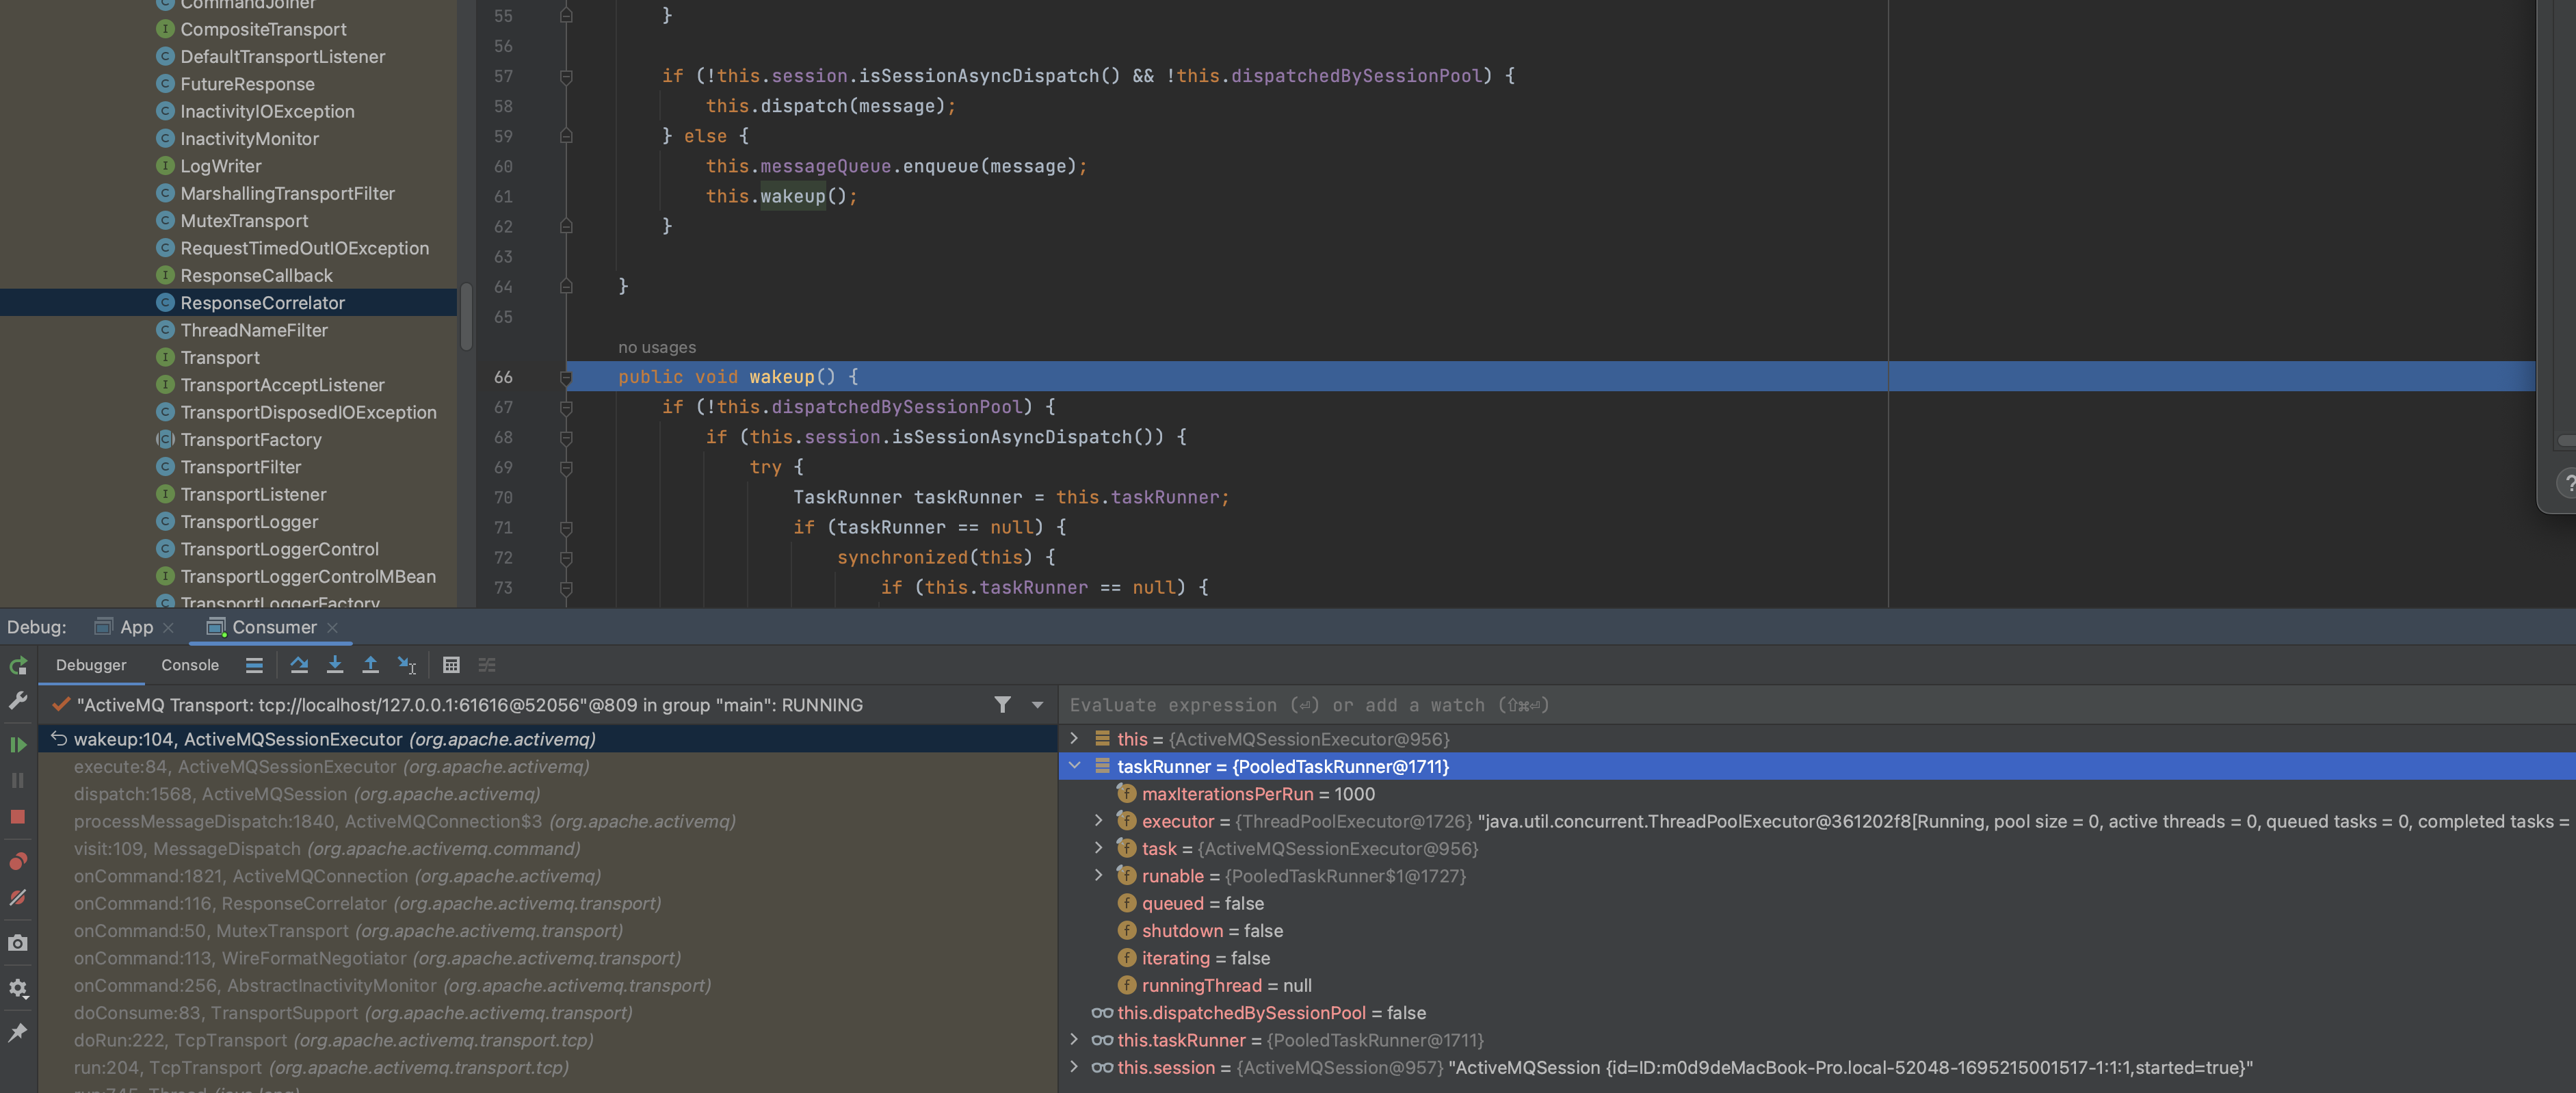 CommandJoiner
CompositeTransport
DefaultTransportListener
FutureResponse
InactivityIOException
InactivityMonitor
LogWriter
MarshallingTransportFilter
MutexTransport
RequestTimedOutIOException
ResponseCallback
ResponseCorrelator
ThreadNameFilter
Transport
TransportAcceptListener
TransportDisposedIOException
TransportFactory
TransportFilter
TransportListener
TransportLogger
TransportLoggerControl
TransportLoggerControlMBean
TransportLoggerFactory
55 }
56
57 if (!this.session.isSessionAsyncDispatch() && !this.dispatchedBySessionPool) {
58 this.dispatch(message);
59 } else {
60 this.messageQueue.enqueue(message);
61 this.wakeup();
62 }
63
64 }
65
no usages
66 public void wakeup() {
67 if (!this.dispatchedBySessionPool) {
68 if (this.session.isSessionAsyncDispatch()) {
69 try {
70 TaskRunner taskRunner = this.taskRunner;
71 if (taskRunner == null) {
72 synchronized(this) {
73 if (this.taskRunner == null) {
?
Debug: App Consumer
Debugger Console
"ActiveMQ Transport: tcp://localhost/127.0.0.1:61616@52056"@809 in group "main": RUNNING
wakeup:104, ActiveMQSessionExecutor (org.apache.activemq)
execute:84, ActiveMQSessionExecutor (org.apache.activemq)
dispatch:1568, ActiveMQSession (org.apache.activemq)
processMessageDispatch:1840, ActiveMQConnection$3 (org.apache.activemq)
visit:109, MessageDispatch (org.apache.activemq.command)
onCommand:1821, ActiveMQConnection (org.apache.activemq)
onCommand:116, ResponseCorrelator (org.apache.activemq.transport)
onCommand:50, MutexTransport (org.apache.activemq.transport)
onCommand:113, WireFormatNegotiator (org.apache.activemq.transport)
onCommand:256, AbstractInactivityMonitor (org.apache.activemq.transport)
doConsume:83, TransportSupport (org.apache.activemq.transport)
doRun:222, TcpTransport (org.apache.activemq.transport.tcp)
run:204, TcpTransport (org.apache.activemq.transport.tcp)
run:745, Thread (java.lang)
Evaluate expression (⏎) or add a watch (⇧⌘⏎)
this = {ActiveMQSessionExecutor@956}
taskRunner = {PooledTaskRunner@1711}
maxIterationsPerRun = 1000
executor = {ThreadPoolExecutor@1726} "java.util.concurrent.ThreadPoolExecutor@361202f8[Running, pool size = 0, active threads = 0, queued tasks = 0, completed tasks =
task = {ActiveMQSessionExecutor@956}
runable = {PooledTaskRunner$1@1727}
queued = false
shutdown = false
iterating = false
runningThread = null
this.dispatchedBySessionPool = false
this.taskRunner = {PooledTaskRunner@1711}
this.session = {ActiveMQSession@957} "ActiveMQSession {id=ID:m0d9deMacBook-Pro.local-52048-1695215001517-1:1:1,started=true}"